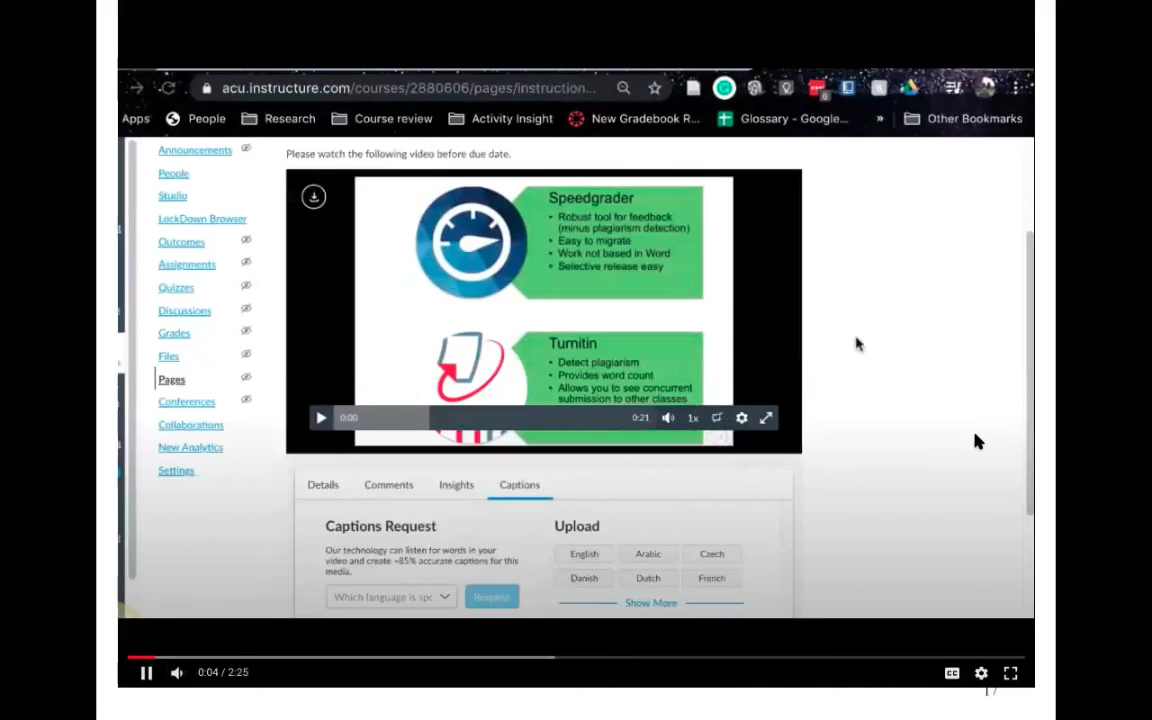 acu.instructure.com/courses/2880606/pages/instruction...
Apps People Research Course review Activity Insight New Gradebook R... Glossary - Google... » Other Bookmarks
Announcements
People
Studio
LockDown Browser
Outcomes
Assignments
Quizzes
Discussions
Grades
Files
Pages
Conferences
Collaborations
New Analytics
Settings
Please watch the following video before due date.
Speedgrader
• Robust tool for feedback
(minus plagiarism detection)
• Easy to migrate
• Work not based in Word
• Selective release easy
Turnitin
• Detect plagiarism
• Provides word count
• Allows you to see concurrent
submission to other classes
0:00 0:21 1x
Details Comments Insights Captions
Captions Request
Our technology can listen for words in your
video and create ~85% accurate captions for this
media.
Which language is spc
Request
Upload
English Arabic Czech
Danish Dutch French
Show More
0:04 / 2:25
CC
17